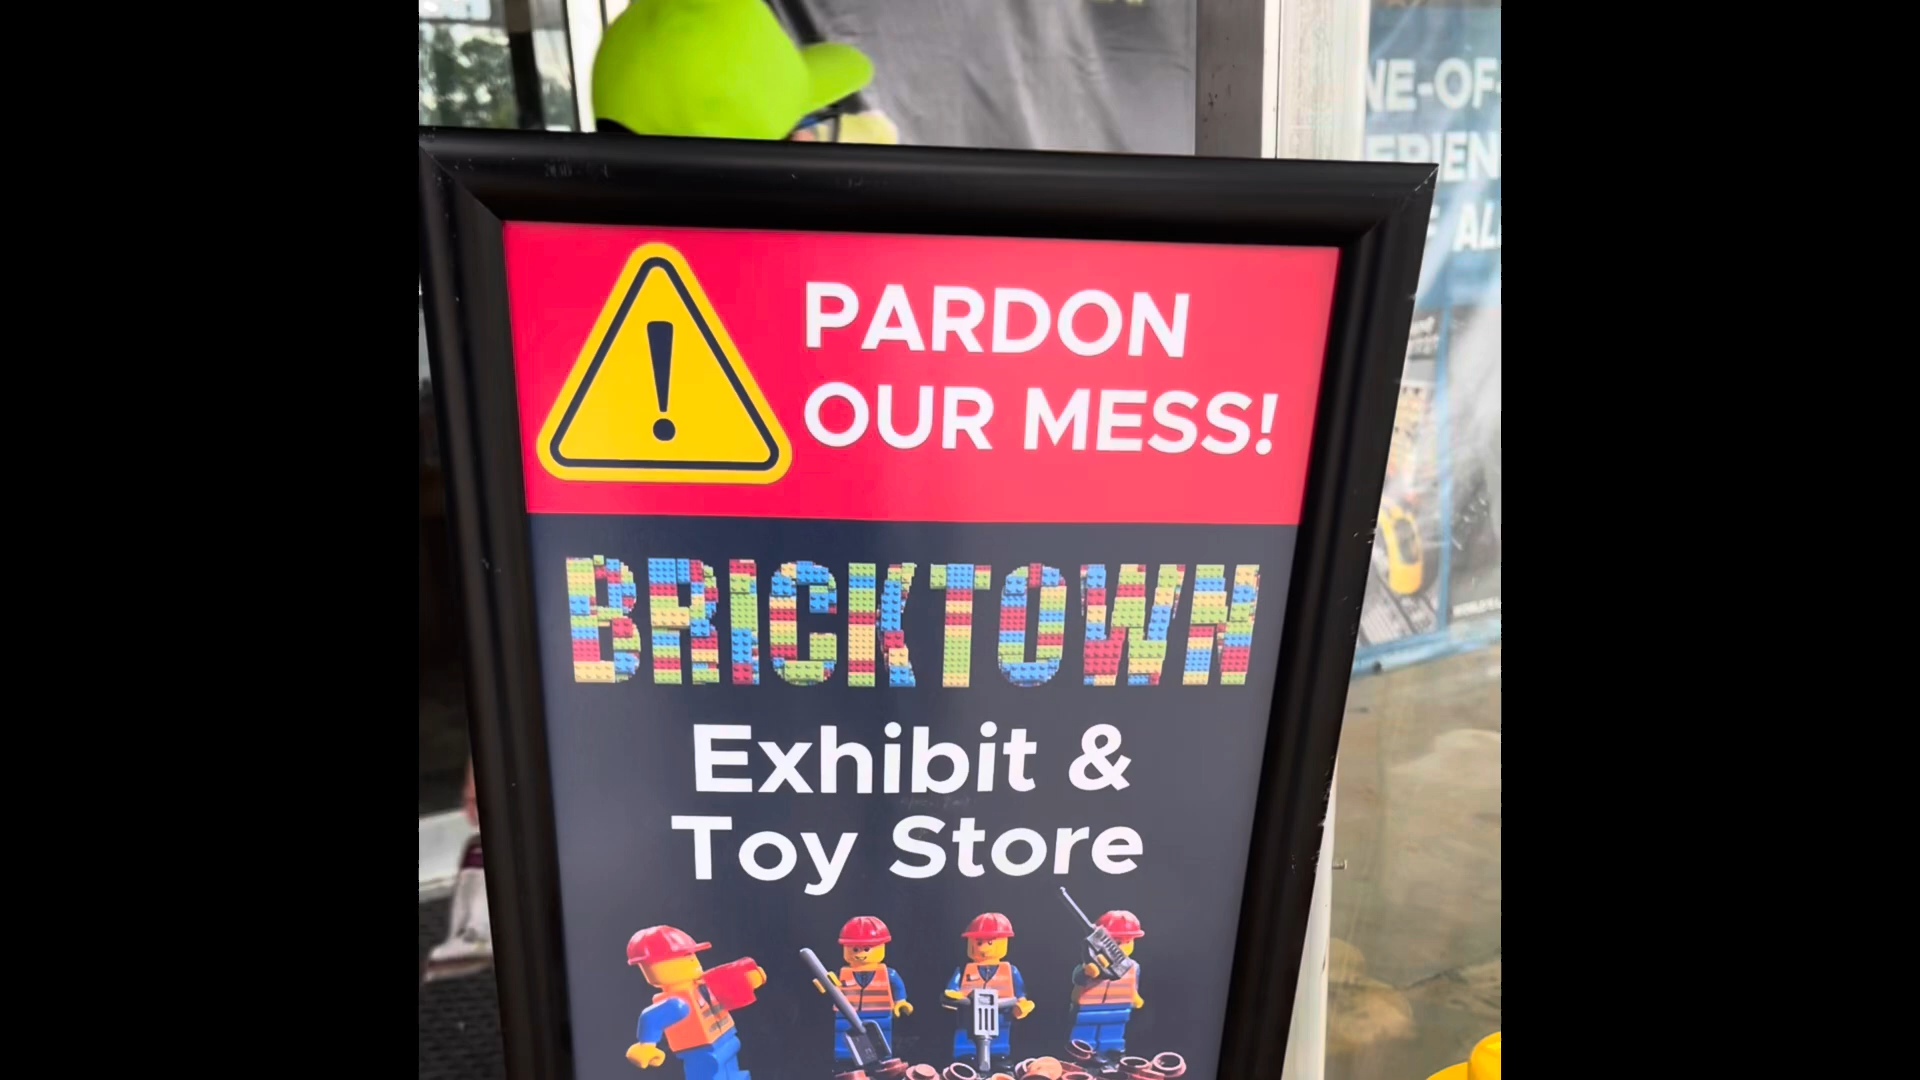 PARDON
OUR MESS!
BRICKTOWN
Exhibit &
Toy Store
NE-OF-
ERIEN
F AL